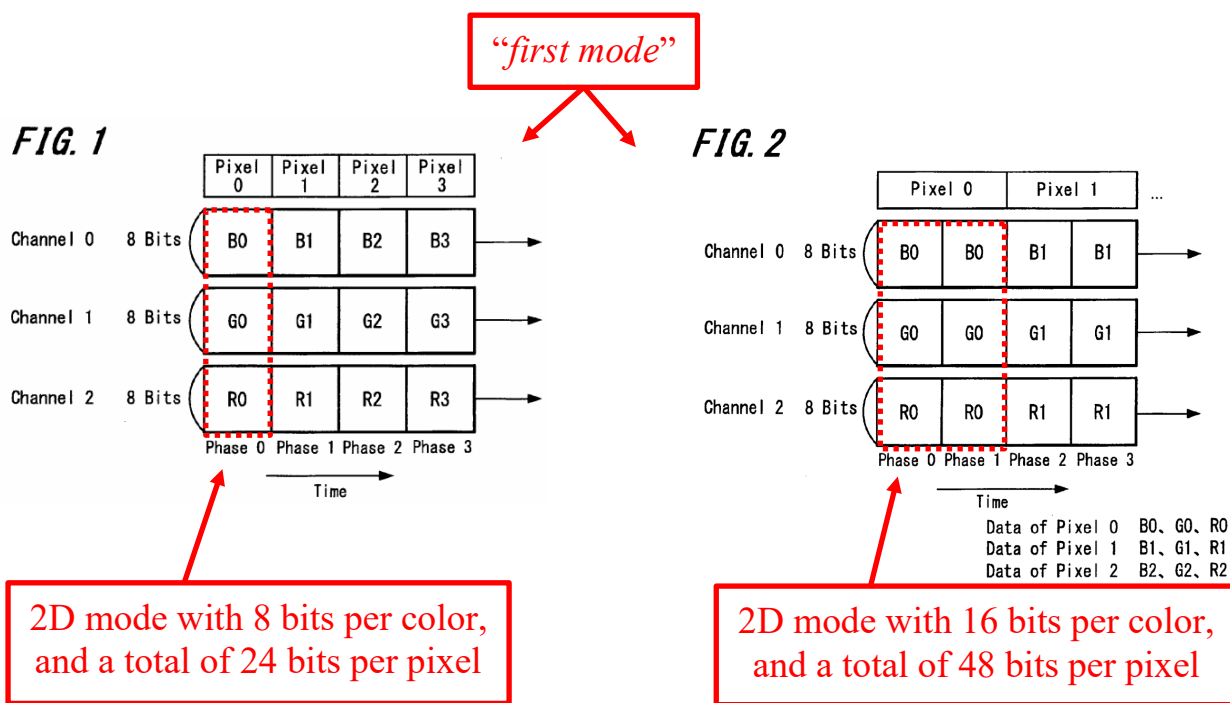 “first mode”
FIG. 1
Pixel 0 Pixel 1 Pixel 2 Pixel 3
Channel 0 8 Bits B0 B1 B2 B3
Channel 1 8 Bits G0 G1 G2 G3
Channel 2 8 Bits R0 R1 R2 R3
Phase 0 Phase 1 Phase 2 Phase 3
Time
2D mode with 8 bits per color,
and a total of 24 bits per pixel
FIG. 2
Pixel 0 Pixel 1 ...
Channel 0 8 Bits B0 B0 B1 B1
Channel 1 8 Bits G0 G0 G1 G1
Channel 2 8 Bits R0 R0 R1 R1
Phase 0 Phase 1 Phase 2 Phase 3
Time
Data of Pixel 0 B0、G0、R0
Data of Pixel 1 B1、G1、R1
Data of Pixel 2 B2、G2、R2
2D mode with 16 bits per color,
and a total of 48 bits per pixel